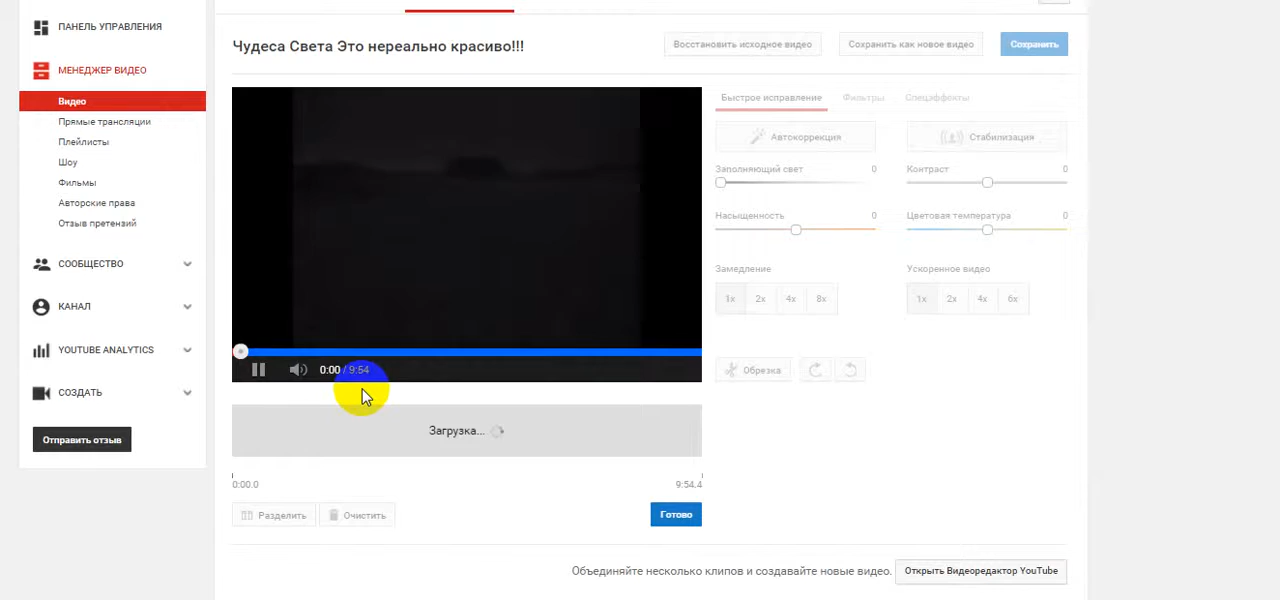 ПАНЕЛЬ УПРАВЛЕНИЯ
МЕНЕДЖЕР ВИДЕО
Видео
Прямые трансляции
Плейлисты
Шоу
Фильмы
Авторские права
Отзыв претензий
СООБЩЕСТВО
КАНАЛ
YOUTUBE ANALYTICS
СОЗДАТЬ
Отправить отзыв
Чудеса Света Это нереально красиво!!!
Восстановить исходное видео
Сохранить как новое видео
Сохранить
0:00 / 9:54
Загрузка...
0:00.0
9:54.4
Разделить
Очистить
Готово
Быстрое исправление
Фильтры
Спецэффекты
Автокоррекция
Стабилизация
Заполняющий свет 0
Контраст 0
Насыщенность 0
Цветовая температура 0
Замедление
Ускоренное видео
1x 2x 4x 8x
1x 2x 4x 6x
Обрезка
Объединяйте несколько клипов и создавайте новые видео.
Открыть Видеоредактор YouTube